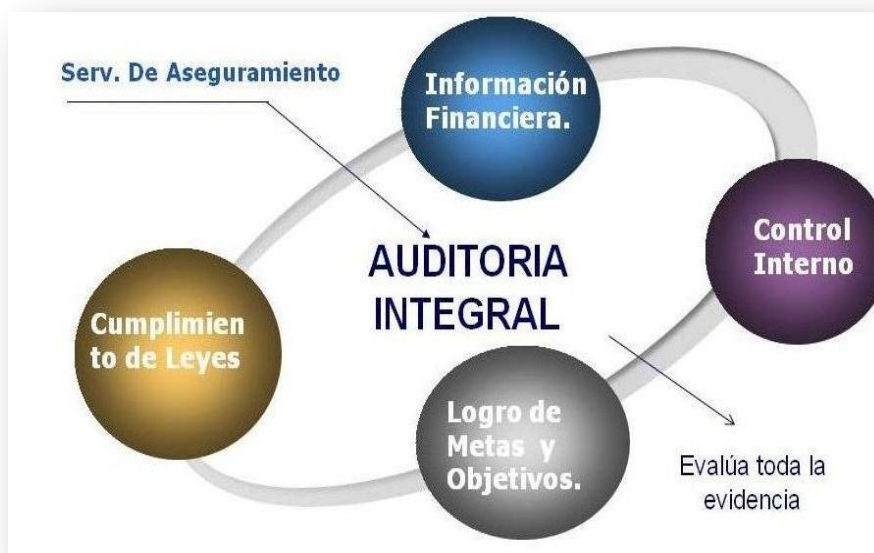 Serv. De Aseguramiento
Información
Financiera.
Control
Interno
AUDITORIA
INTEGRAL
Cumplimien
to de Leyes
Logro de
Metas y
Objetivos.
Evalúa toda la
evidencia